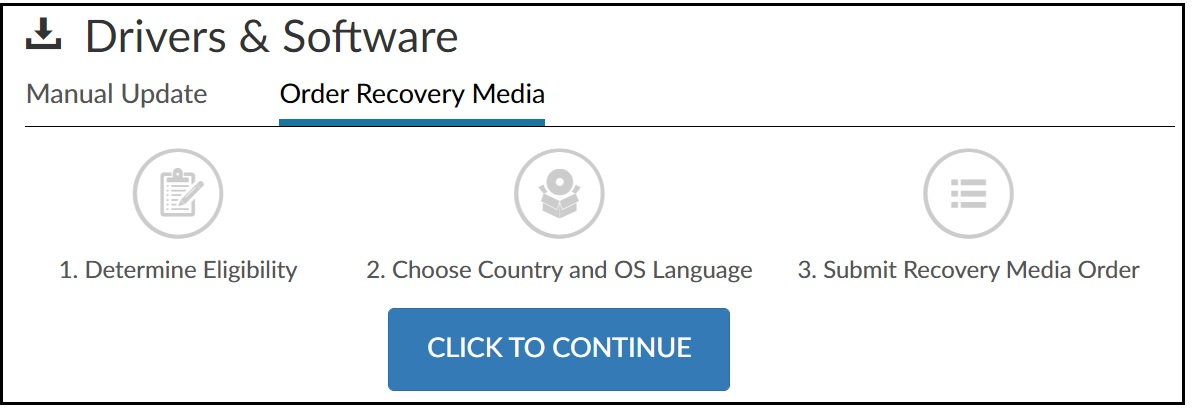 Drivers & Software
Manual Update
Order Recovery Media
1. Determine Eligibility
2. Choose Country and OS Language
3. Submit Recovery Media Order
CLICK TO CONTINUE